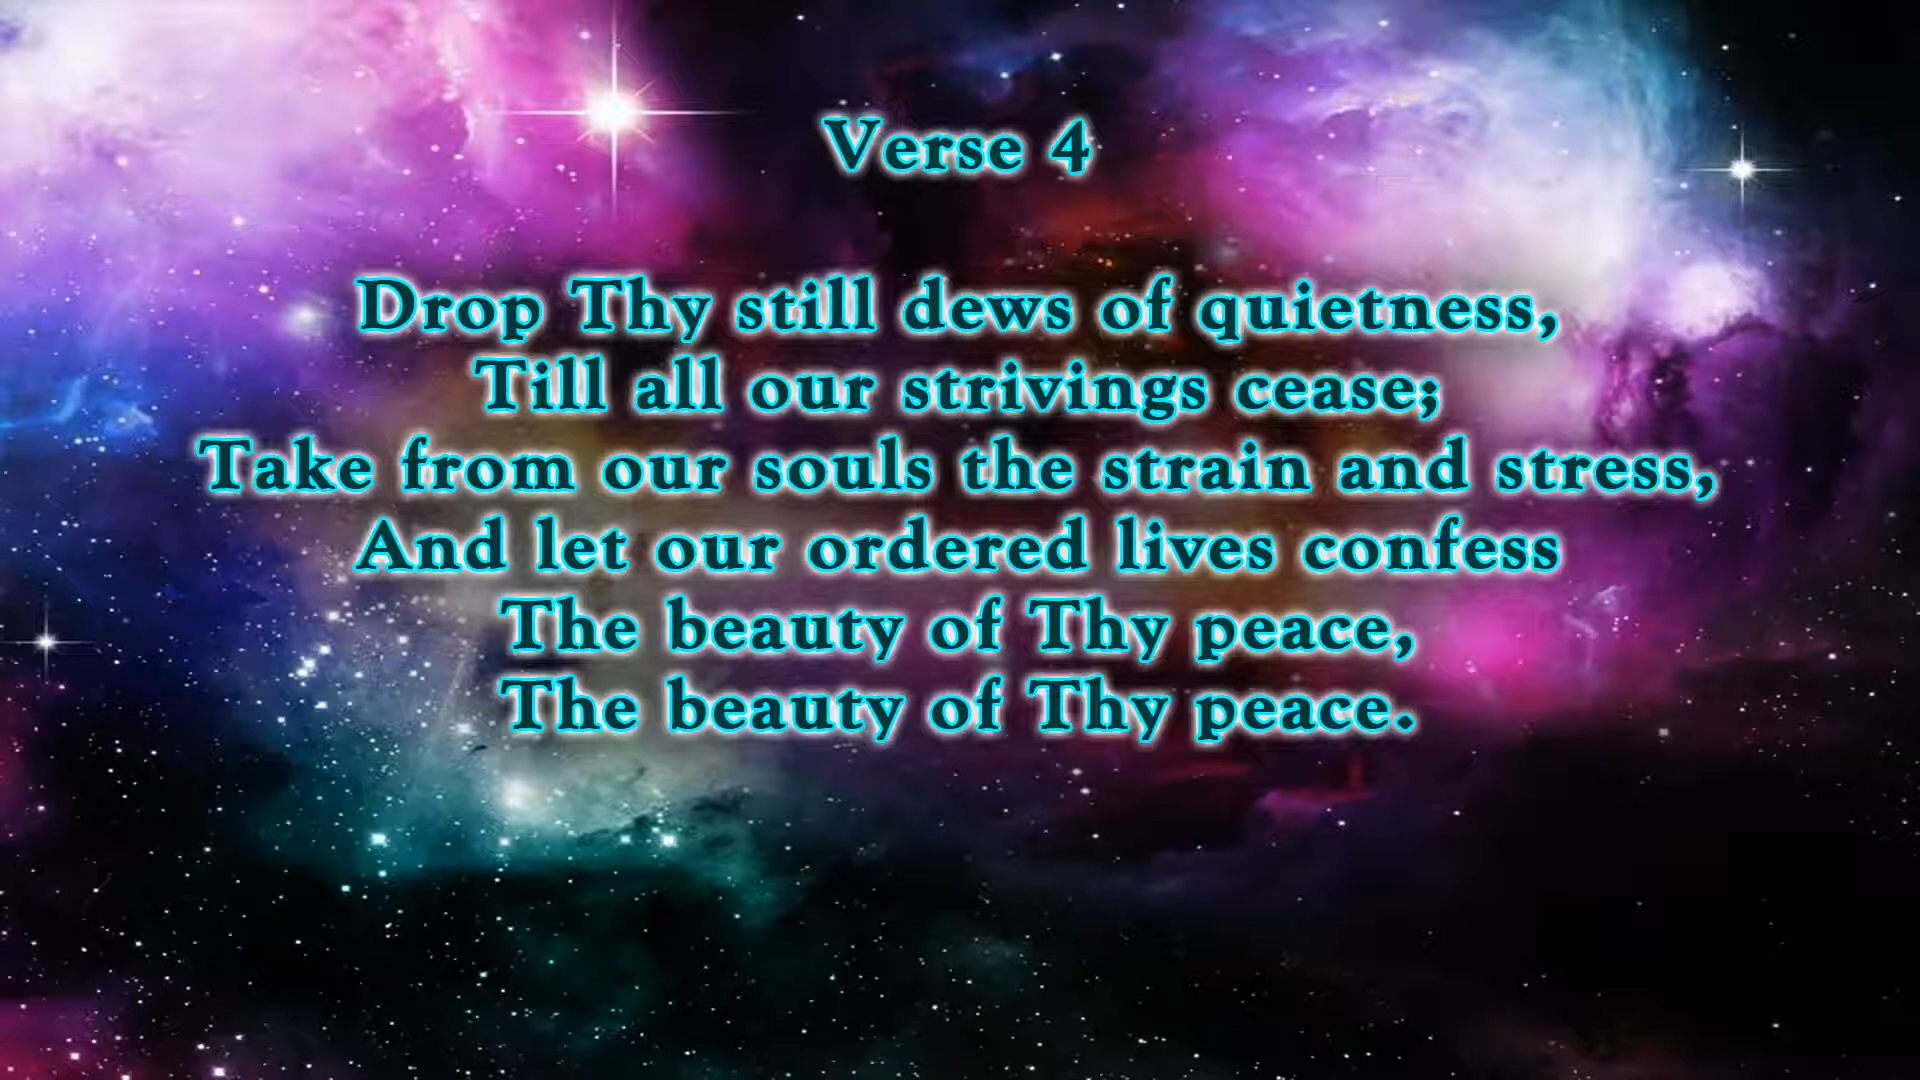 Verse 4
Drop Thy still dews of quietness,
Till all our strivings cease;
Take from our souls the strain and stress,
And let our ordered lives confess
The beauty of Thy peace,
The beauty of Thy peace.